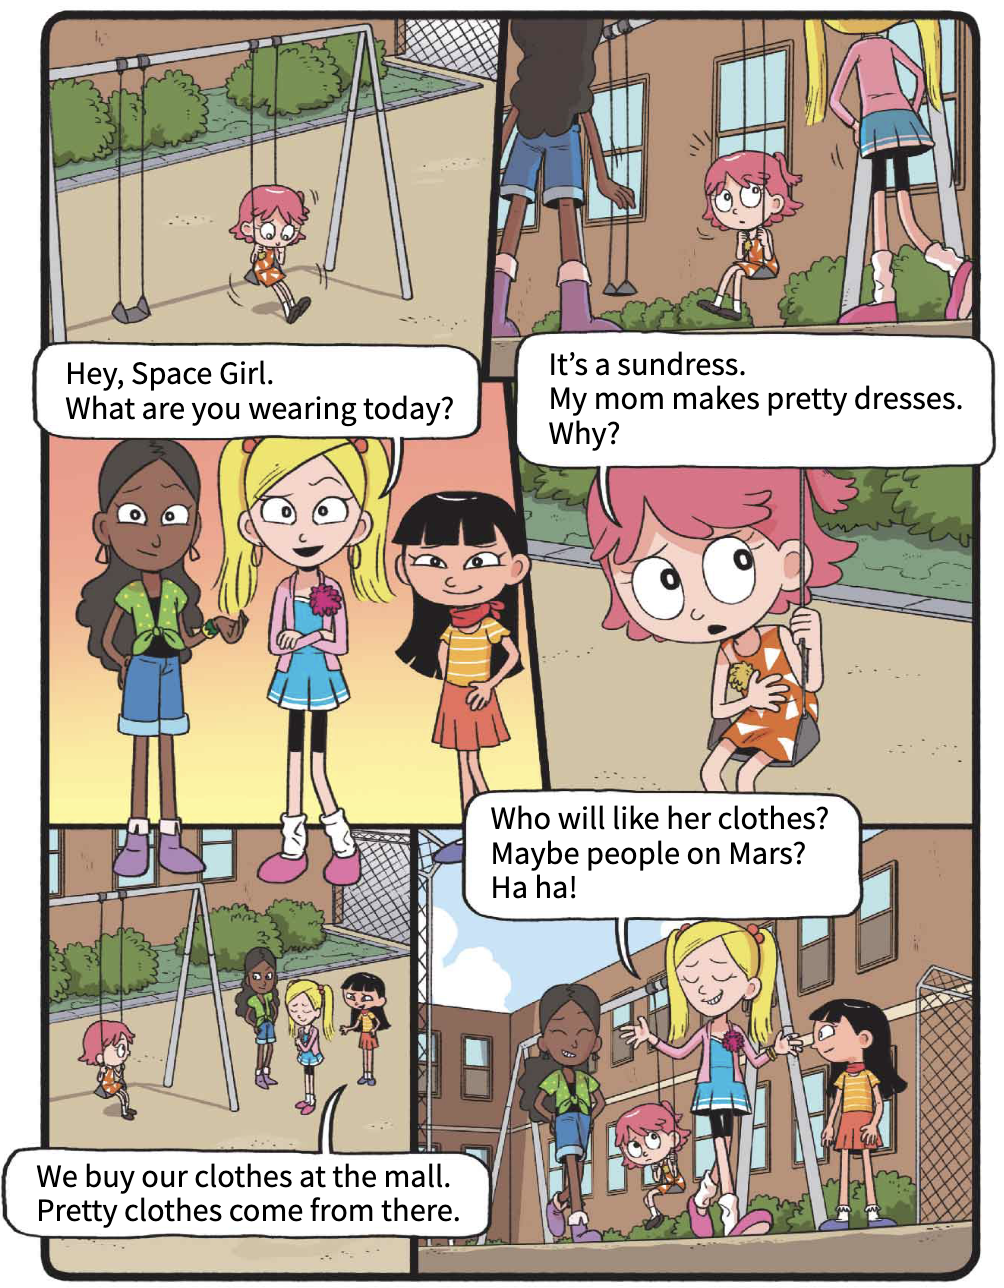 Hey, Space Girl.
What are you wearing today?
It's a sundress.
My mom makes pretty dresses.
Why?
We buy our clothes at the mall.
Pretty clothes come from there.
Who will like her clothes?
Maybe people on Mars?
Ha ha!